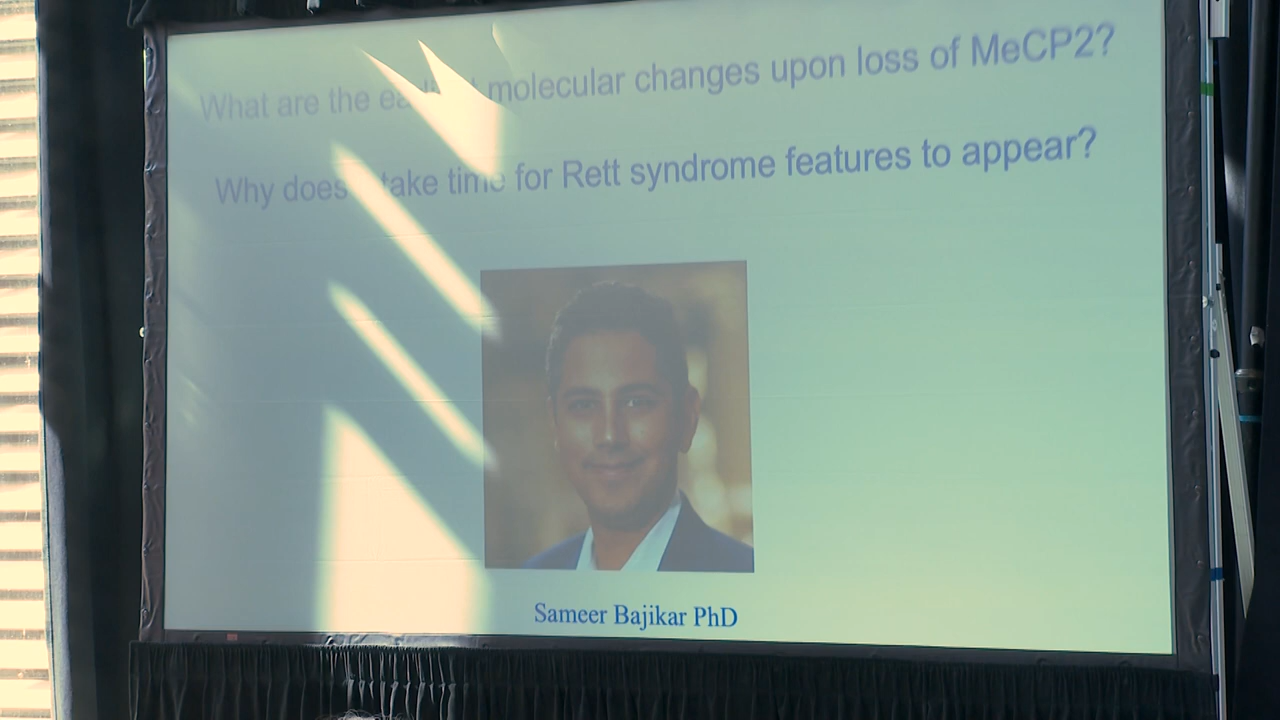 What are the molecular changes upon loss of MeCP2?
Why does take time for Rett syndrome features to appear?
Sameer Bajikar PhD